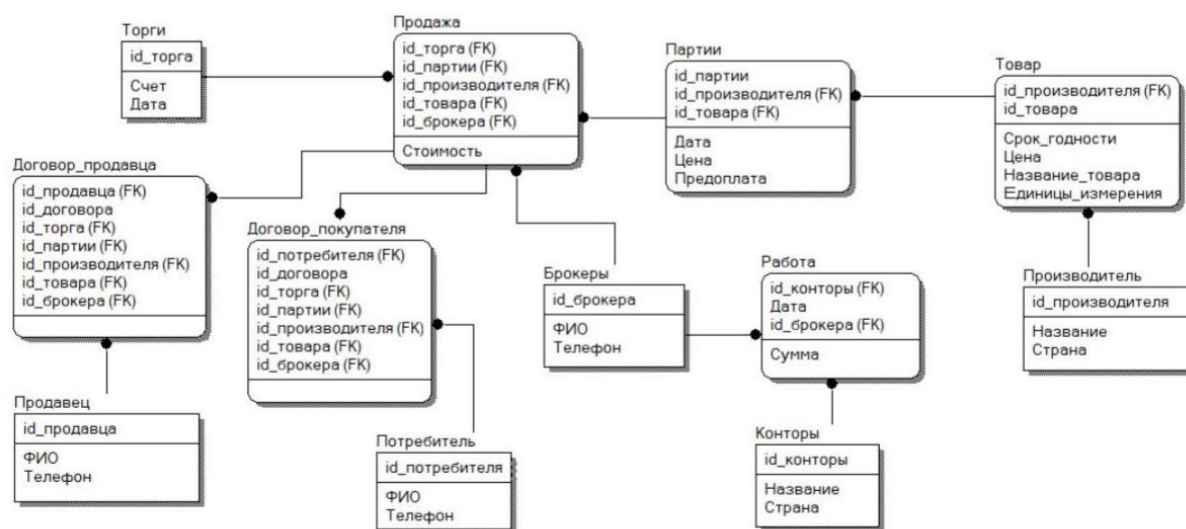 Торги
id_торга
Счет
Дата
Продажа
id_торга (FK)
id_партии (FK)
id_производителя (FK)
id_товара (FK)
id_брокера (FK)
Стоимость
Партии
id_партии
id_производителя (FK)
id_товара (FK)
Дата
Цена
Предоплата
Товар
id_производителя (FK)
id_товара
Срок_годности
Цена
Название_товара
Единицы_измерения
Договор_продавца
id_продавца (FK)
id_договора
id_торга (FK)
id_партии (FK)
id_производителя (FK)
id_товара (FK)
id_брокера (FK)
Договор_покупателя
id_потребителя (FK)
id_договора
id_торга (FK)
id_партии (FK)
id_производителя (FK)
id_товара (FK)
id_брокера (FK)
Брокеры
id_брокера
ФИО
Телефон
Работа
id_конторы (FK)
Дата
id_брокера (FK)
Сумма
Производитель
id_производителя
Название
Страна
Продавец
id_продавца
ФИО
Телефон
Потребитель
id_потребителя
ФИО
Телефон
Конторы
id_конторы
Название
Страна